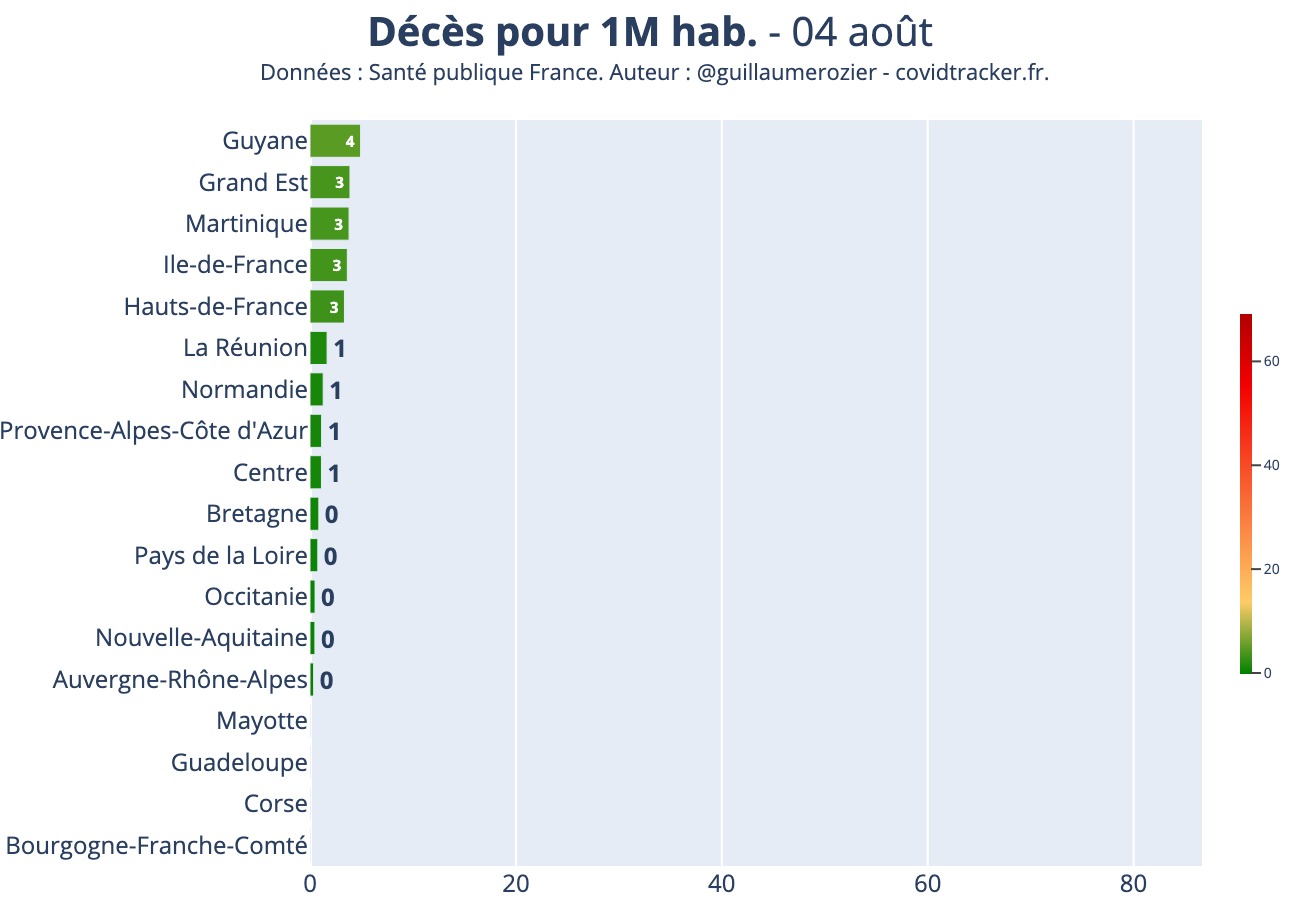 Décès pour 1M hab. - 04 août
Données : Santé publique France. Auteur : @guillaumerozier - covidtracker.fr.
Guyane 4
Grand Est 3
Martinique 3
Ile-de-France 3
Hauts-de-France 3
La Réunion 1
Normandie 1
Provence-Alpes-Côte d'Azur 1
Centre 1
Bretagne 0
Pays de la Loire 0
Occitanie 0
Nouvelle-Aquitaine 0
Auvergne-Rhône-Alpes 0
Mayotte
Guadeloupe
Corse
Bourgogne-Franche-Comté
0 20 40 60 80
60
40
20
0